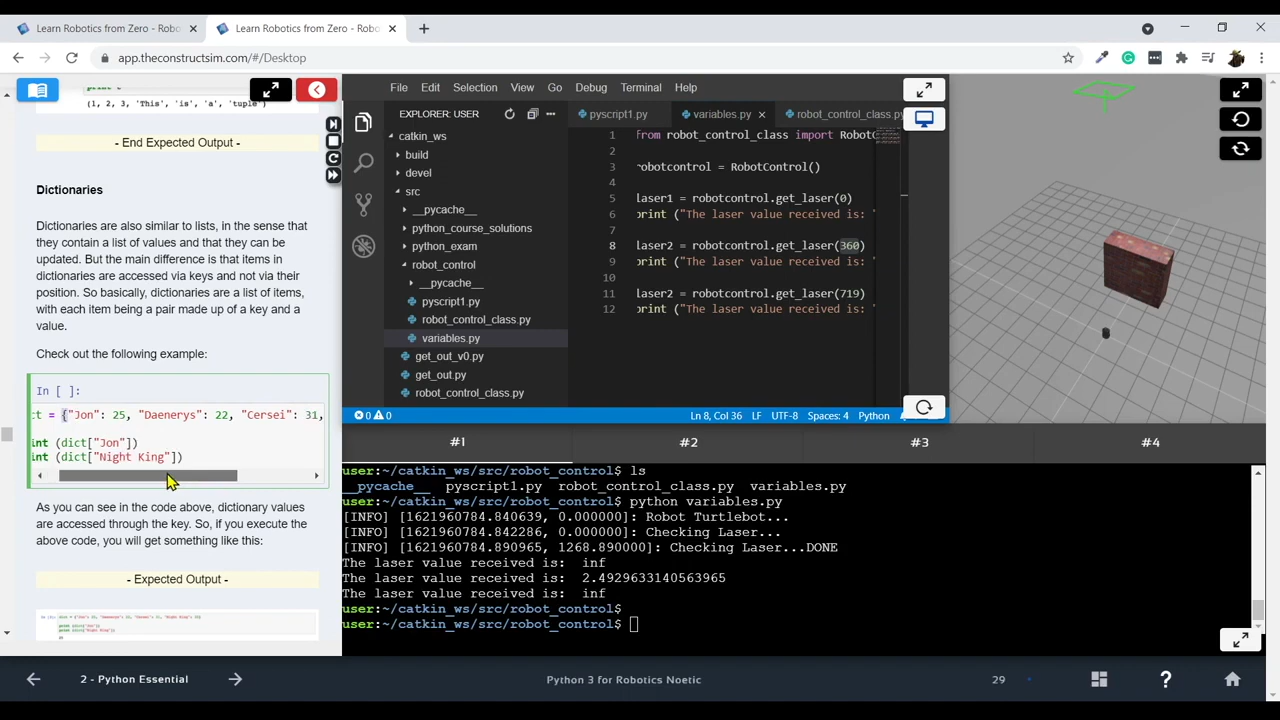 Learn Robotics from Zero - Robo
Learn Robotics from Zero - Robo
app.theconstructsim.com/#/Desktop
print t
(1, 2, 3, 'This', 'is', 'a', 'tuple')
- End Expected Output -
Dictionaries
Dictionaries are also similar to lists, in the sense that
they contain a list of values and that they can be
updated. But the main difference is that items in
dictionaries are accessed via keys and not via their
position. So basically, dictionaries are a list of items,
with each item being a pair made up of a key and a
value.
Check out the following example:
In [ ]:
ct = {"Jon": 25, "Daenerys": 22, "Cersei": 31,
int (dict["Jon"])
int (dict["Night King"])
As you can see in the code above, dictionary values
are accessed through the key. So, if you execute the
above code, you will get something like this:
- Expected Output -
File Edit Selection View Go Debug Terminal Help
EXPLORER: USER
catkin_ws
build
devel
src
__pycache__
python_course_solutions
python_exam
robot_control
__pycache__
pyscript1.py
robot_control_class.py
variables.py
get_out_v0.py
get_out.py
robot_control_class.py
pyscript1.py variables.py robot_control_class.py
1 from robot_control_class import Robot
2
3 robotcontrol = RobotControl()
4
5 laser1 = robotcontrol.get_laser(0)
6 print ("The laser value received is: "
7
8 laser2 = robotcontrol.get_laser(360)
9 print ("The laser value received is: "
10
11 laser2 = robotcontrol.get_laser(719)
12 print ("The laser value received is: "
0 0 Ln 8, Col 36 LF UTF-8 Spaces: 4 Python
#1 #2 #3 #4
user:~/catkin_ws/src/robot_control$ ls
__pycache__ pyscript1.py robot_control_class.py variables.py
user:~/catkin_ws/src/robot_control$ python variables.py
[INFO] [1621960784.840639, 0.000000]: Robot Turtlebot...
[INFO] [1621960784.842286, 0.000000]: Checking Laser...
[INFO] [1621960784.890965, 1268.890000]: Checking Laser...DONE
The laser value received is: inf
The laser value received is: 2.4929633140563965
The laser value received is: inf
user:~/catkin_ws/src/robot_control$
user:~/catkin_ws/src/robot_control$
2 - Python Essential
Python 3 for Robotics Noetic
29